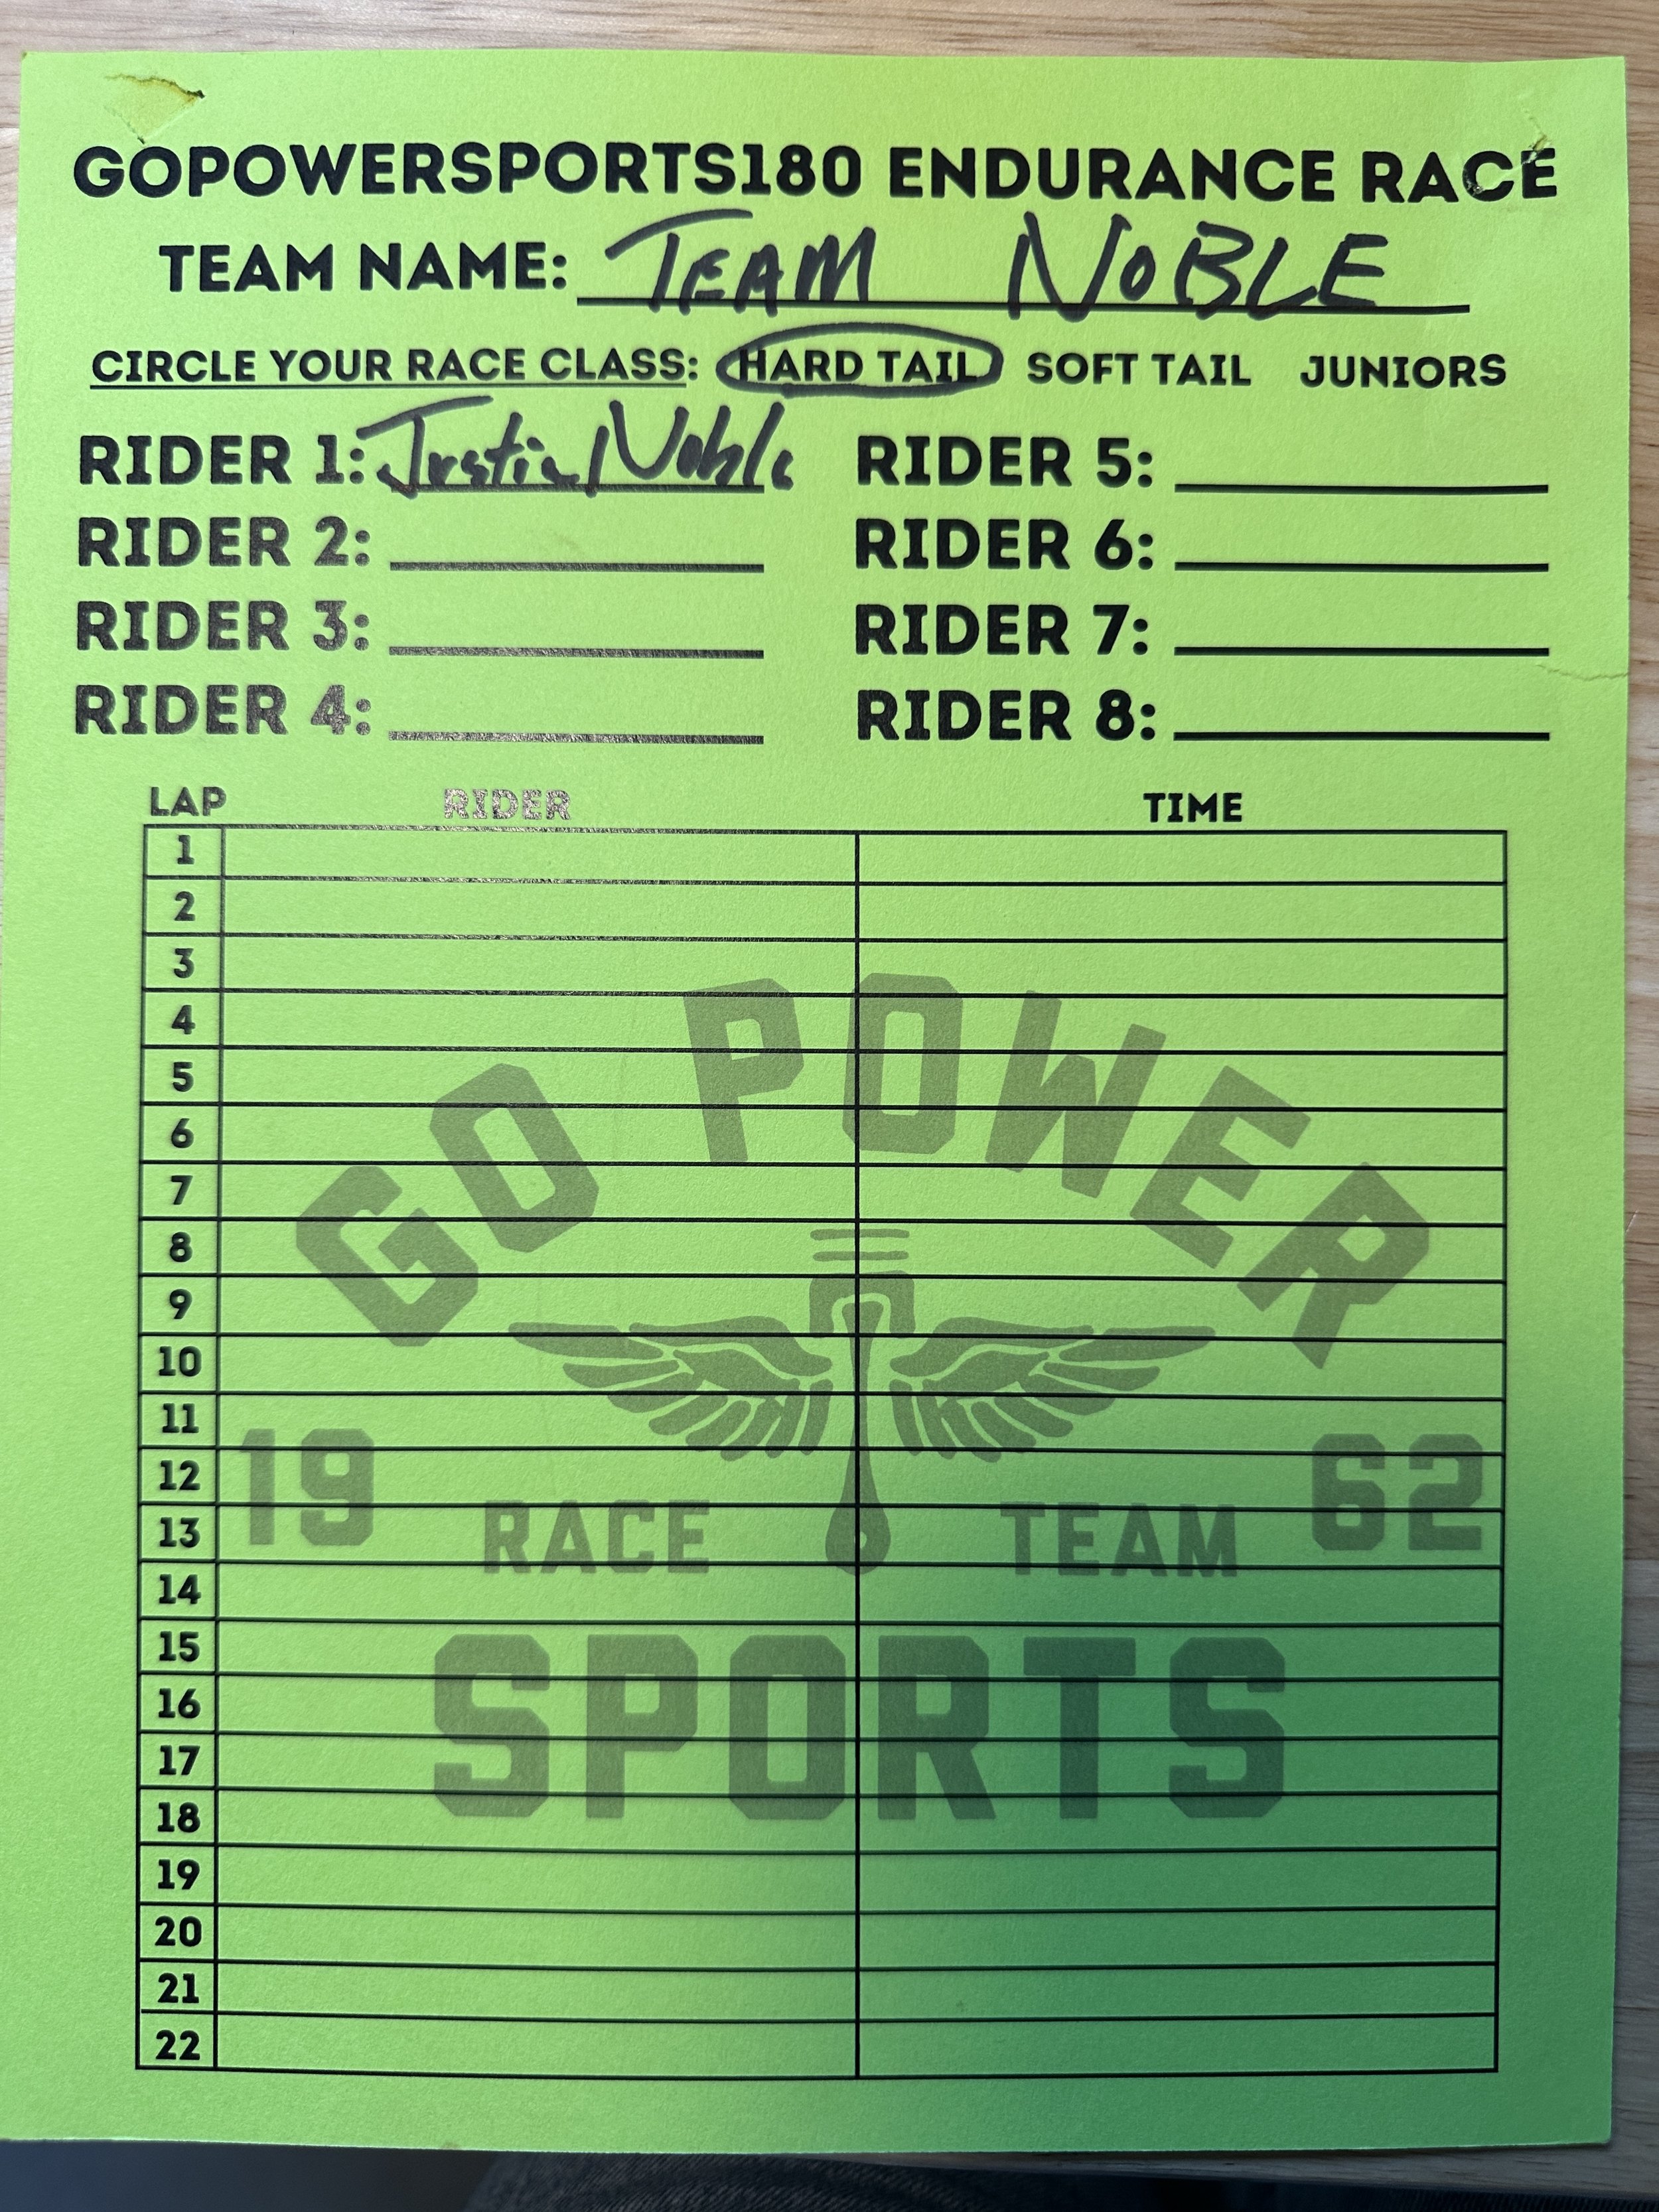 GOPOWERSPORTS180 ENDURANCE RACE
TEAM NAME: TEAM NOBLE
CIRCLE YOUR RACE CLASS: HARD TAIL SOFT TAIL JUNIORS
RIDER 1: Justin Noble RIDER 5:
RIDER 2: RIDER 6:
RIDER 3: RIDER 7:
RIDER 4: RIDER 8:
LAP RIDER TIME
1
2
3
4
5
6
7
8
9
10
11
12
13
14
15
16
17
18
19
20
21
22
GO POWER
19 62
RACE TEAM
SPORTS